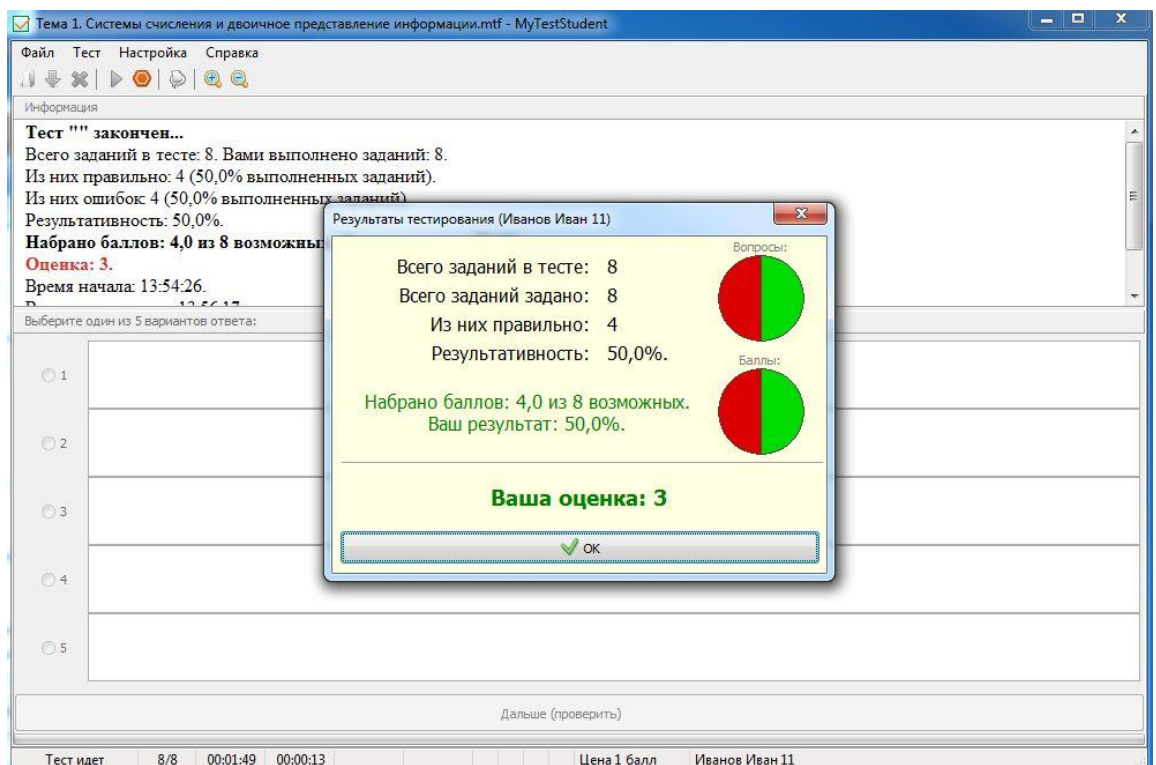 Тема 1. Системы счисления и двоичное представление информации.mtf - MyTestStudent
Файл Тест Настройка Справка
Информация
Тест "" закончен...
Всего заданий в тесте: 8. Вами выполнено заданий: 8.
Из них правильно: 4 (50,0% выполненных заданий).
Из них ошибок: 4 (50,0% выполненных заданий)
Результативность: 50,0%.
Набрано баллов: 4,0 из 8 возможны
Оценка: 3.
Время начала: 13:54:26.
Выберите один из 5 вариантов ответа:
1
2
3
4
5
Результаты тестирования (Иванов Иван 11)
Вопросы:
Всего заданий в тесте: 8
Всего заданий задано: 8
Из них правильно: 4
Результативность: 50,0%.
Баллы:
Набрано баллов: 4,0 из 8 возможных.
Ваш результат: 50,0%.
Ваша оценка: 3
ОК
Дальше (проверить)
Тест идет 8/8 00:01:49 00:00:13 Цена 1 балл Иванов Иван 11